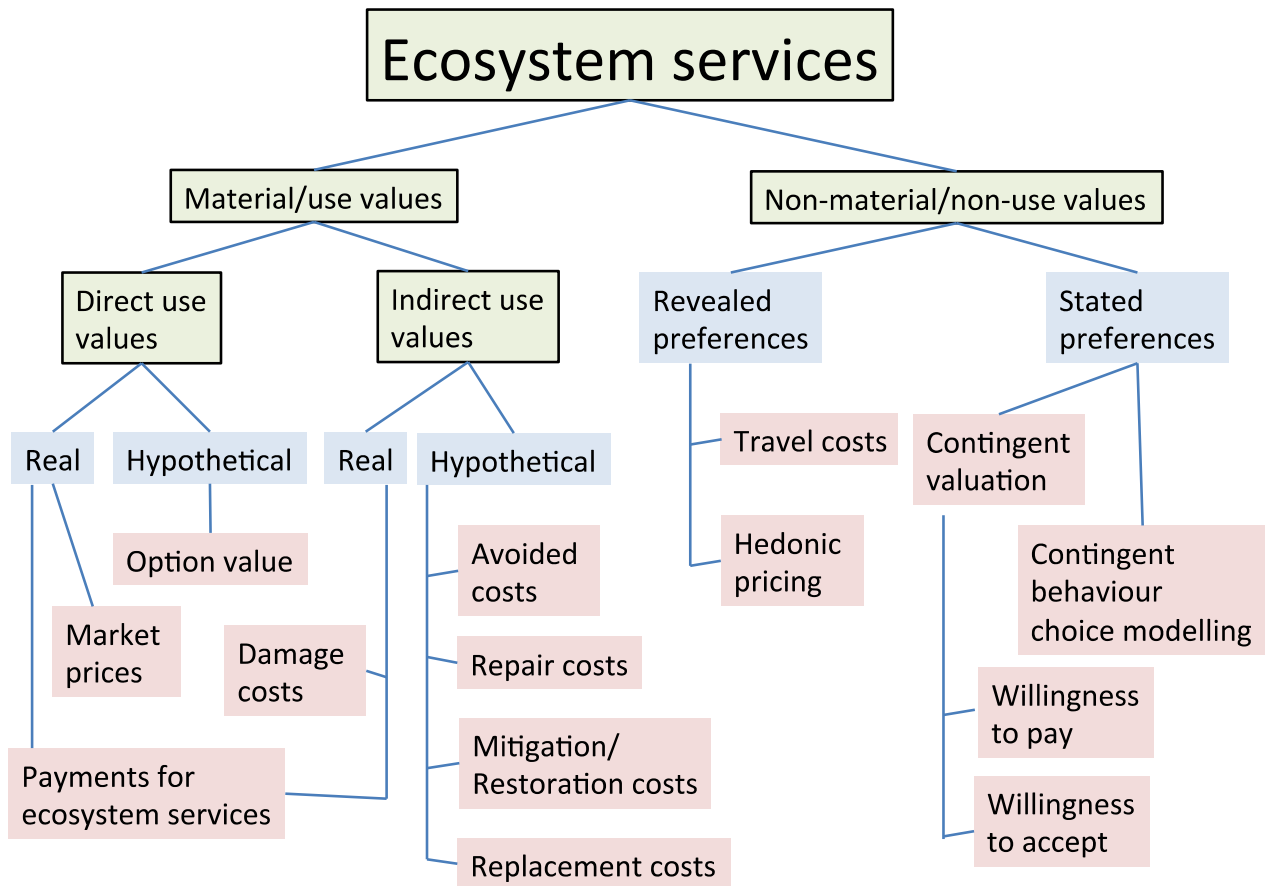 Ecosystem services
Material/use values
Non-material/non-use values
Direct use
values
Indirect use
values
Revealed
preferences
Stated
preferences
Real
Hypothetical
Real
Hypothetical
Travel costs
Contingent
valuation
Option value
Avoided
costs
Hedonic
pricing
Contingent
behaviour
choice modelling
Market
prices
Damage
costs
Repair costs
Willingness
to pay
Mitigation/
Restoration costs
Payments for
ecosystem services
Willingness
to accept
Replacement costs